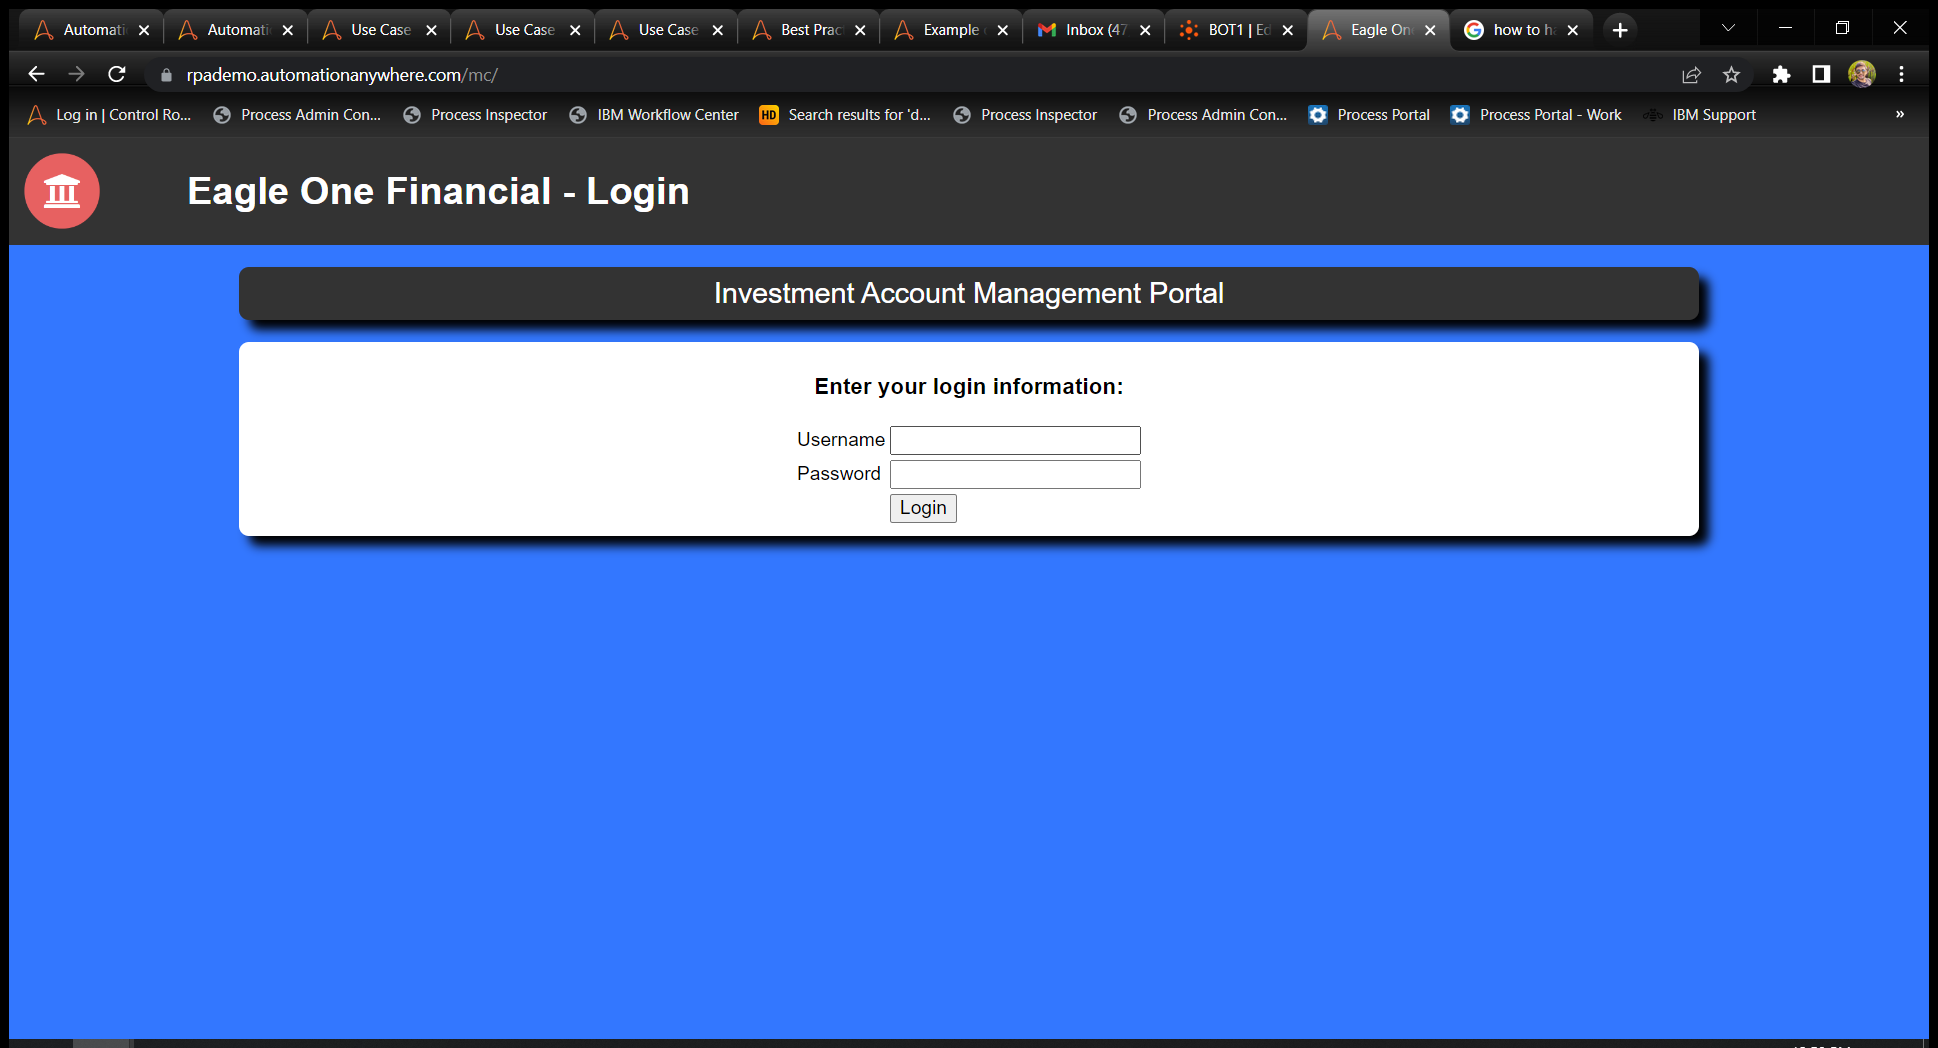 Automati Automati Use Case Use Case Use Case Best Prac Example Inbox (47 BOT1 | Ed Eagle On how to h
rpademo.automationanywhere.com/mc/
Log in | Control Ro... Process Admin Con... Process Inspector IBM Workflow Center HD Search results for 'd... Process Inspector Process Admin Con... Process Portal Process Portal - Work IBM Support »
Eagle One Financial - Login
Investment Account Management Portal
Enter your login information:
Username
Password
Login